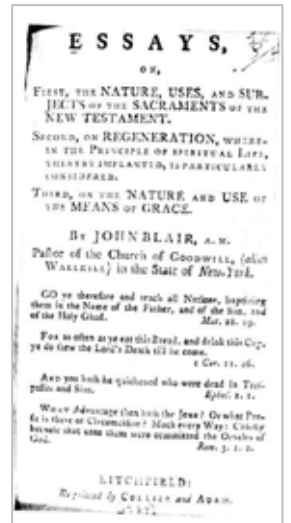 ESSAYS,
ON,
FIRST, THE NATURE, USES, AND SUB-
JECTS OF THE SACRAMENTS OF THE
NEW TESTAMENT.
SECOND, ON REGENERATION, WHERE-
IN THE PRINCIPLE OF SPIRITUAL LIFE,
THEREBY IMPLANTED, IS PARTICULARLY
CONSIDERED.
THIRD, ON THE NATURE AND USE OF
THE MEANS OF GRACE.
BY JOHN BLAIR, A. M.
Pastor of the Church of GOODWILL, (alias
WALLKILL) in the State of New-York.
GO ye therefore and teach all Nations, baptizing
them in the Name of the Father, and of the Son, and
of the Holy Ghost. Mat. 28. 19.
FOR as often as ye eat this Bread, and drink this Cup,
ye do shew the Lord's Death till he come.
1 Cor. 11. 26.
AND you hath he quickened who were dead in Tres-
passes and Sins. Ephes. 2. 1.
WHAT Advantage then hath the Jew? Or what Pro-
fit is there of Circumcision? Much every Way: Chiefly
because that unto them were committed the Oracles of
God. Rom. 3. 1. 2.
LITCHFIELD:
Reprinted by COLLIER and ADAM.